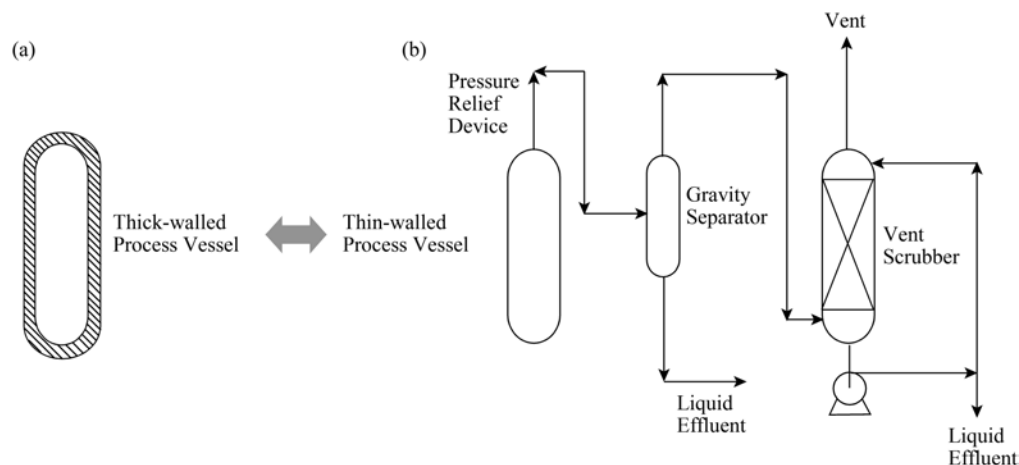 (a)
Thick-walled
Process Vessel
Thin-walled
Process Vessel
(b)
Pressure
Relief
Device
Gravity
Separator
Liquid
Effluent
Vent
Vent
Scrubber
Liquid
Effluent